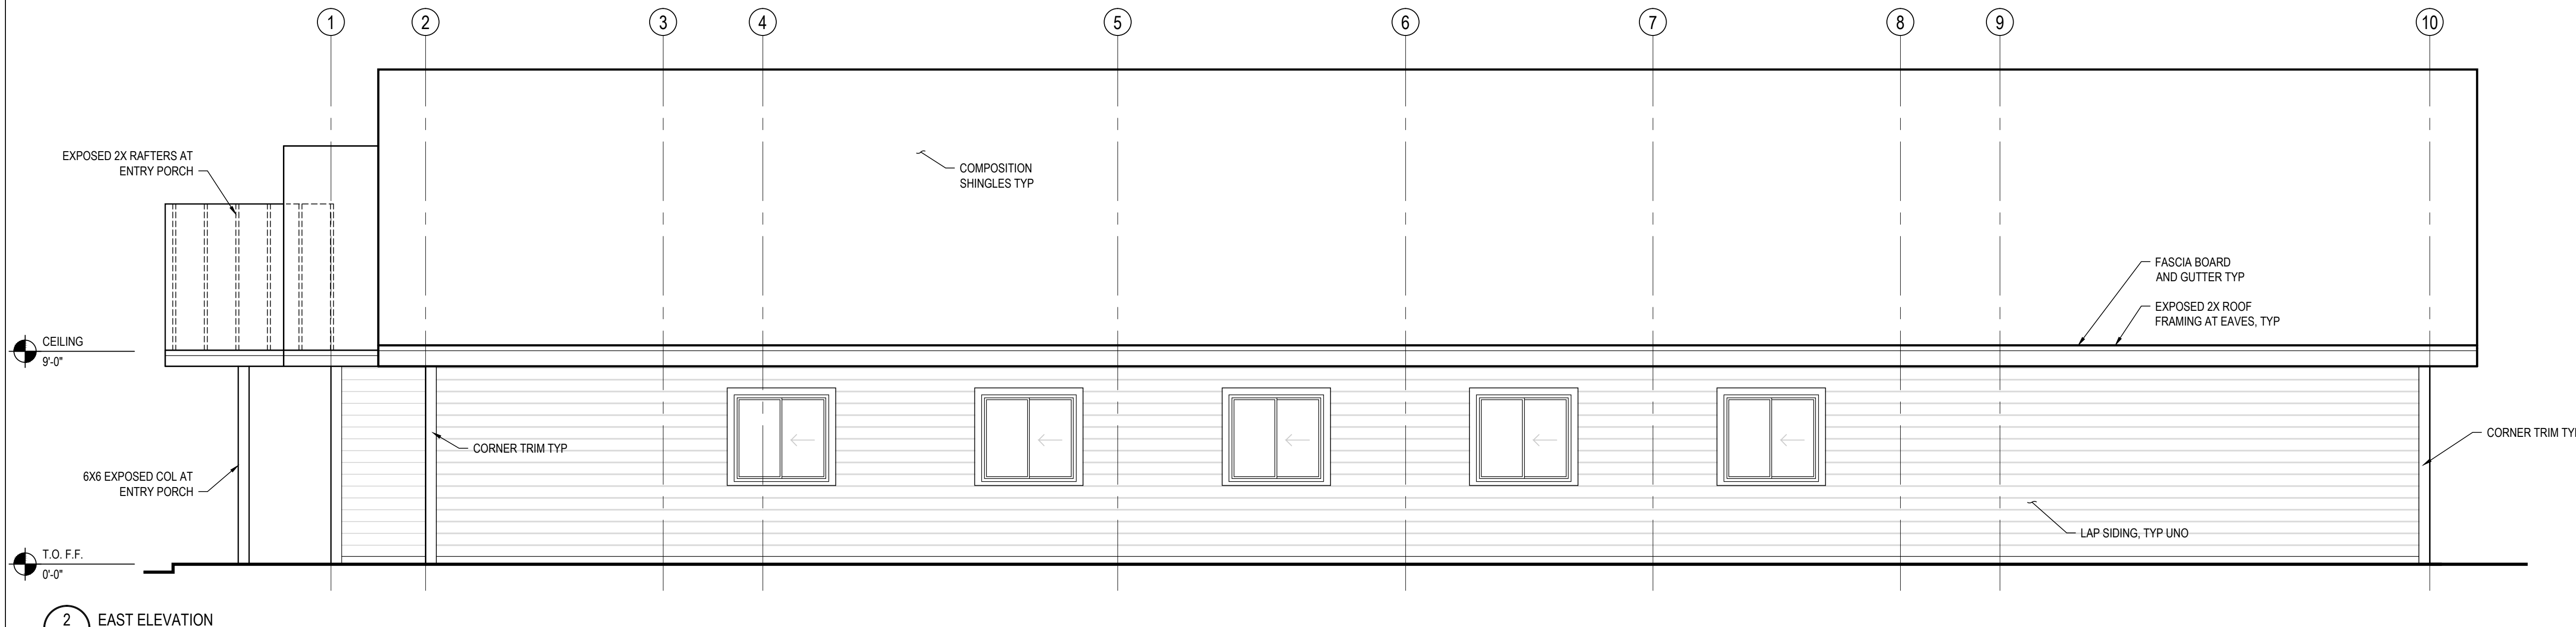 1 2 3 4 5 6 7 8 9 10
EXPOSED 2X RAFTERS AT
ENTRY PORCH
COMPOSITION
SHINGLES TYP
FASCIA BOARD
AND GUTTER TYP
EXPOSED 2X ROOF
FRAMING AT EAVES, TYP
CEILING
9'-0"
CORNER TRIM TYP
CORNER TRIM TYP
6X6 EXPOSED COL AT
ENTRY PORCH
LAP SIDING, TYP UNO
T.O. F.F.
0'-0"
2 EAST ELEVATION